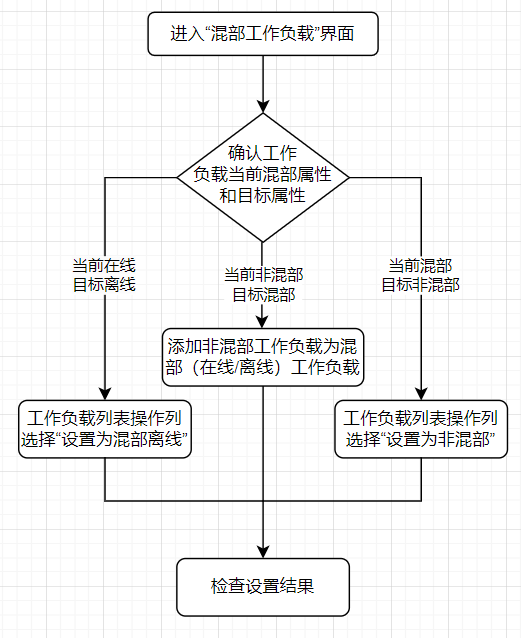 进入“混部工作负载”界面
确认工作
负载当前混部属性
和目标属性
当前在线
目标离线
当前非混部
目标混部
当前混部
目标非混部
添加非混部工作负载为混
部（在线/离线）工作负载
工作负载列表操作列
选择“设置为混部离线”
工作负载列表操作列
选择“设置为非混部”
检查设置结果